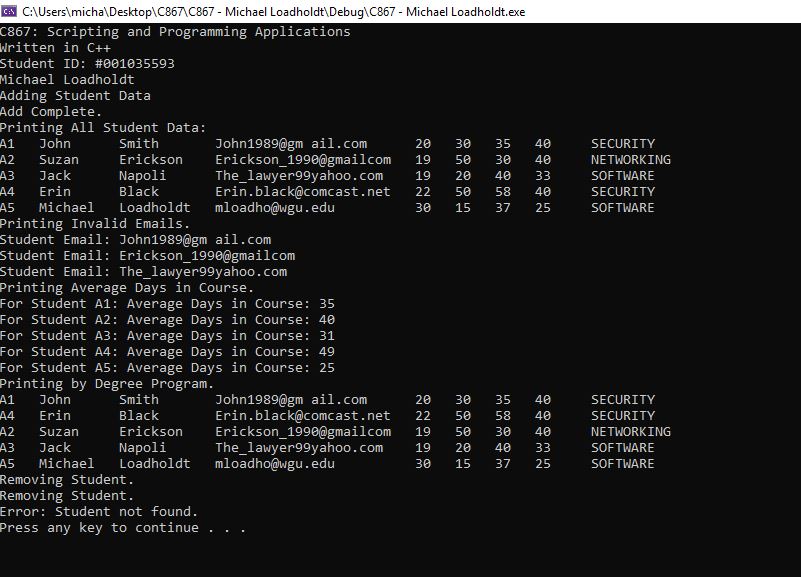 C:\Users\micha\Desktop\C867\C867 - Michael Loadholdt\Debug\C867 - Michael Loadholdt.exe
C867: Scripting and Programming Applications
Written in C++
Student ID: #001035593
Michael Loadholdt
Adding Student Data
Add Complete.
Printing All Student Data:
A1 John Smith John1989@gm ail.com 20 30 35 40 SECURITY
A2 Suzan Erickson Erickson_1990@gmailcom 19 50 30 40 NETWORKING
A3 Jack Napoli The_lawyer99yahoo.com 19 20 40 33 SOFTWARE
A4 Erin Black Erin.black@comcast.net 22 50 58 40 SECURITY
A5 Michael Loadholdt mloadho@wgu.edu 30 15 37 25 SOFTWARE
Printing Invalid Emails.
Student Email: John1989@gm ail.com
Student Email: Erickson_1990@gmailcom
Student Email: The_lawyer99yahoo.com
Printing Average Days in Course.
For Student A1: Average Days in Course: 35
For Student A2: Average Days in Course: 40
For Student A3: Average Days in Course: 31
For Student A4: Average Days in Course: 49
For Student A5: Average Days in Course: 25
Printing by Degree Program.
A1 John Smith John1989@gm ail.com 20 30 35 40 SECURITY
A4 Erin Black Erin.black@comcast.net 22 50 58 40 SECURITY
A2 Suzan Erickson Erickson_1990@gmailcom 19 50 30 40 NETWORKING
A3 Jack Napoli The_lawyer99yahoo.com 19 20 40 33 SOFTWARE
A5 Michael Loadholdt mloadho@wgu.edu 30 15 37 25 SOFTWARE
Removing Student.
Removing Student.
Error: Student not found.
Press any key to continue . . .